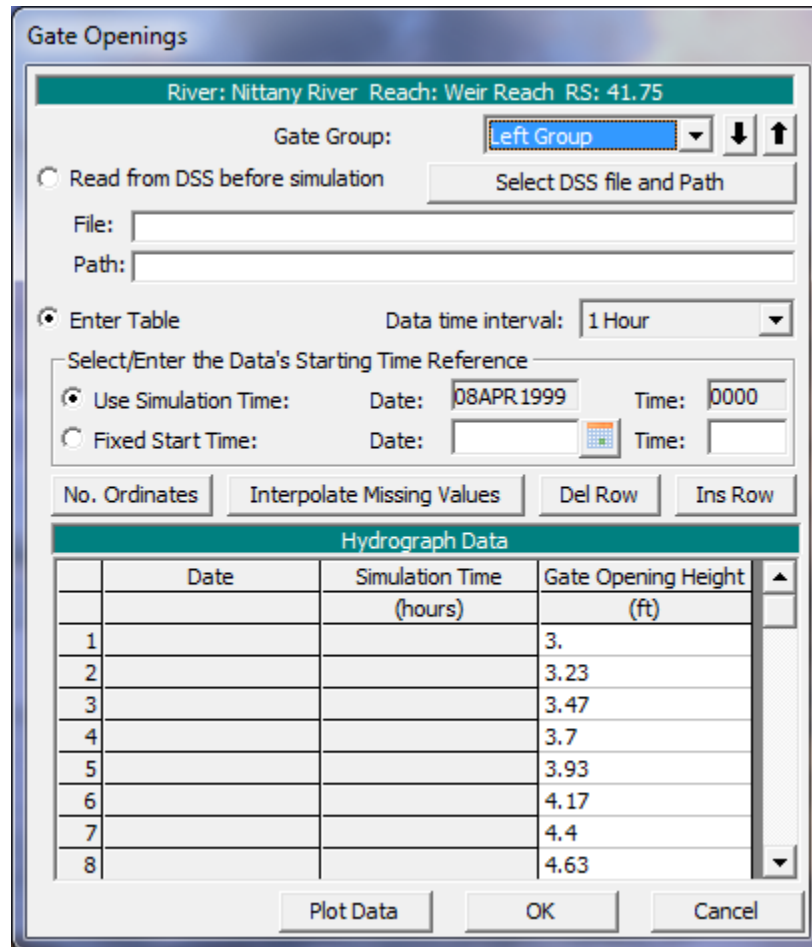 Gate Openings
River: Nittany River Reach: Weir Reach RS: 41.75
Gate Group: Left Group
Read from DSS before simulation Select DSS file and Path
File:
Path:
Enter Table Data time interval: 1 Hour
Select/Enter the Data's Starting Time Reference
Use Simulation Time: Date: 08APR1999 Time: 0000
Fixed Start Time: Date: Time:
No. Ordinates Interpolate Missing Values Del Row Ins Row
Hydrograph Data
Date Simulation Time Gate Opening Height
(hours) (ft)
1 3.
2 3.23
3 3.47
4 3.7
5 3.93
6 4.17
7 4.4
8 4.63
Plot Data OK Cancel